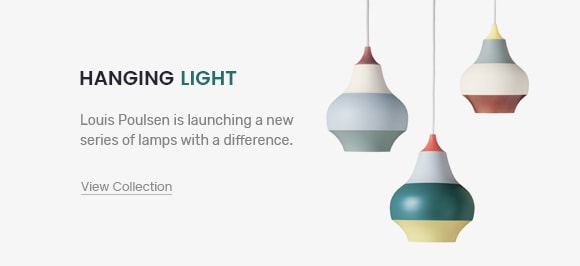 HANGING LIGHT
Louis Poulsen is launching a new
series of lamps with a difference.
View Collection